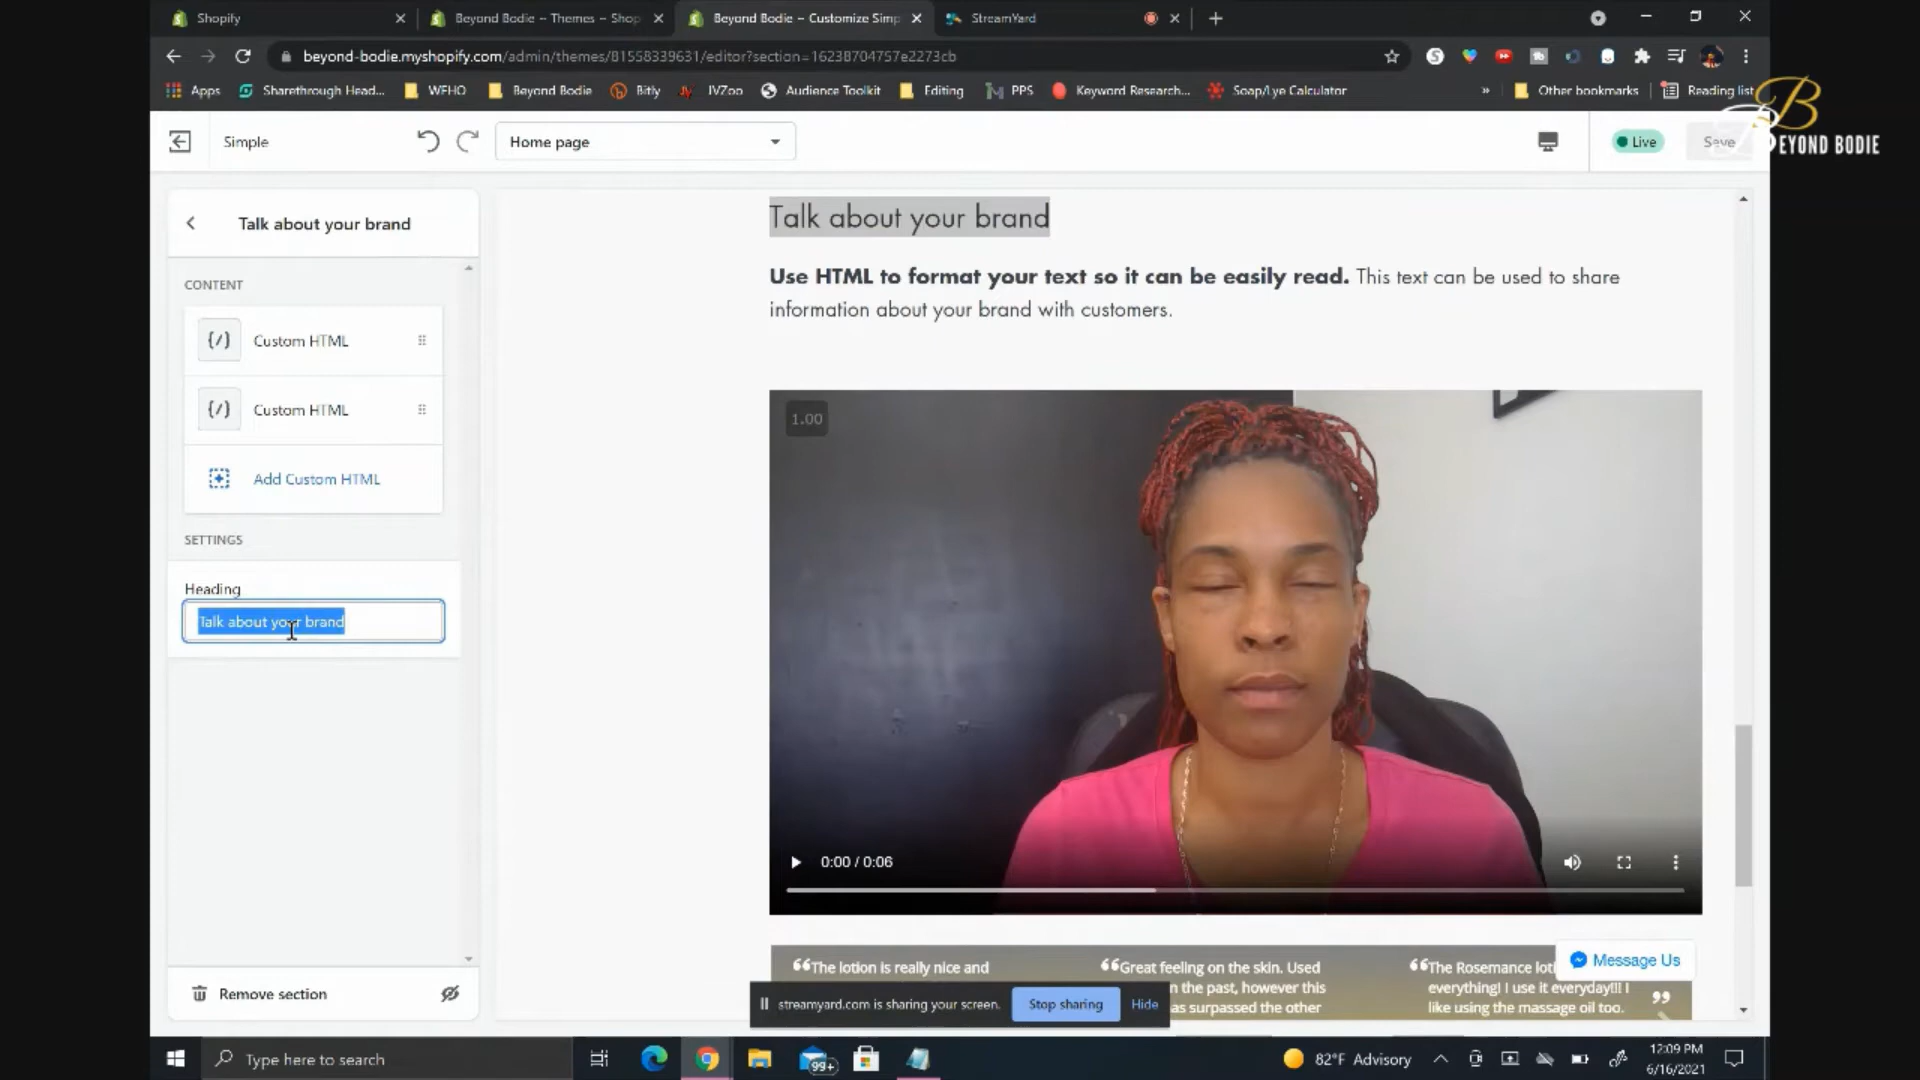 Shopify
Beyond Bodie ~ Themes ~ Shop
Beyond Bodie ~ Customize Simp
StreamYard
beyond-bodie.myshopify.com/admin/themes/81558339631/editor?section=16238704757e2273cb
Apps
Sharethrough Head...
WFHO
Beyond Bodie
Bitly
JVZoo
Audience Toolkit
Editing
PPS
Keyword Research...
Soap/Lye Calculator
»
Other bookmarks
Reading list
B
BEYOND BODIE
Simple
Home page
Live
Save
Talk about your brand
CONTENT
{/} Custom HTML
{/} Custom HTML
Add Custom HTML
SETTINGS
Heading
Talk about your brand
Remove section
Talk about your brand
Use HTML to format your text so it can be easily read. This text can be used to share
information about your brand with customers.
1.00
0:00 / 0:06
“The lotion is really nice and
“Great feeling on the skin. Used
n the past, however this
as surpassed the other
“The Rosemance loti
everything! I use it everyday!!! I
like using the massage oil too. ”
Message Us
streamyard.com is sharing your screen.
Stop sharing
Hide
Type here to search
99+
82°F Advisory
12:09 PM
6/16/2021